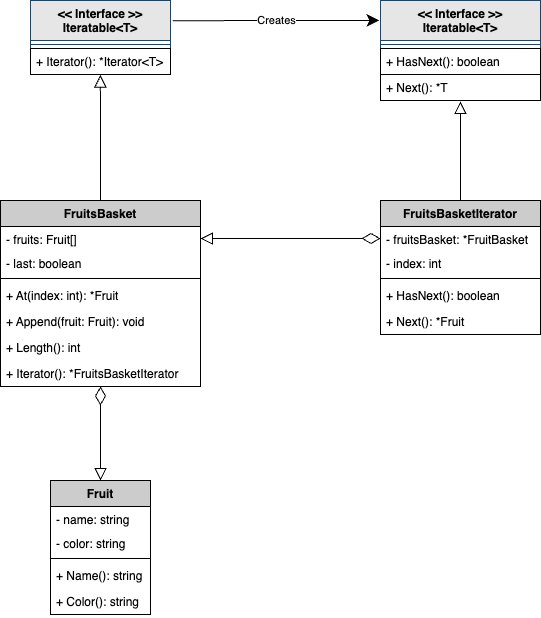 << Interface >>
Iteratable<T>
+ Iterator(): *Iterator<T>
Creates
<< Interface >>
Iteratable<T>
+ HasNext(): boolean
+ Next(): *T
FruitsBasket
- fruits: Fruit[]
- last: boolean
+ At(index: int): *Fruit
+ Append(fruit: Fruit): void
+ Length(): int
+ Iterator(): *FruitsBasketIterator
FruitsBasketIterator
- fruitsBasket: *FruitBasket
- index: int
+ HasNext(): boolean
+ Next(): *Fruit
Fruit
- name: string
- color: string
+ Name(): string
+ Color(): string